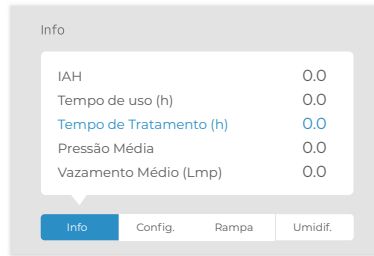 Info
IAH 0.0
Tempo de uso (h) 0.0
Tempo de Tratamento (h) 0.0
Pressão Média 0.0
Vazamento Médio (Lmp) 0.0
Info Config. Rampa Umidif.